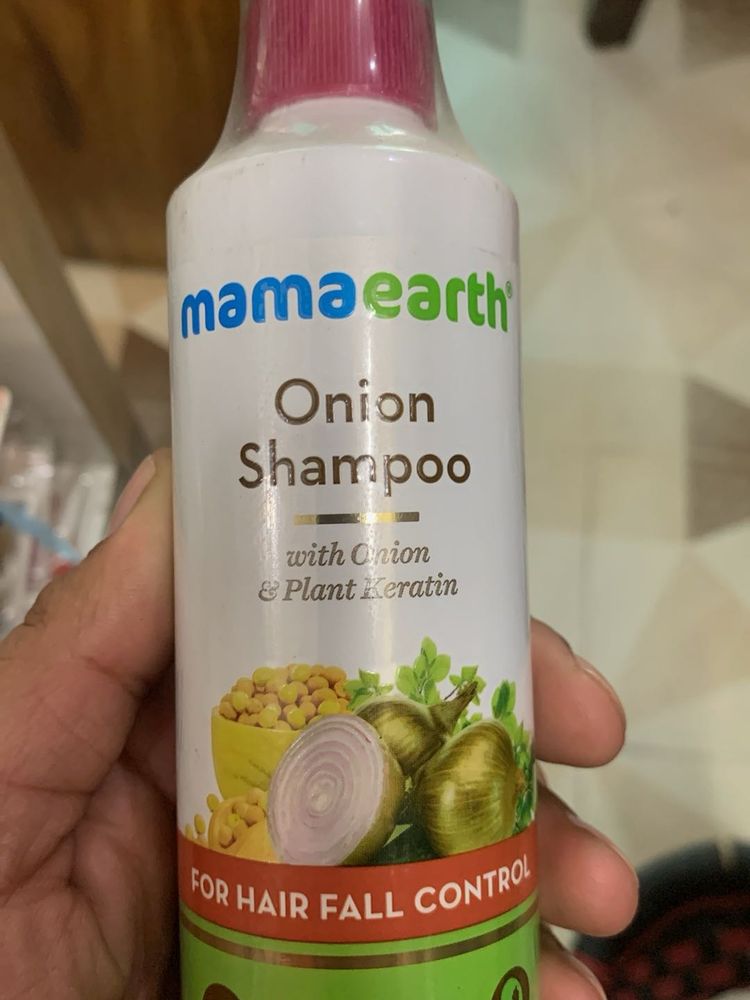 mamaearth®
Onion
Shampoo
with Onion
& Plant Keratin
FOR HAIR FALL CONTROL